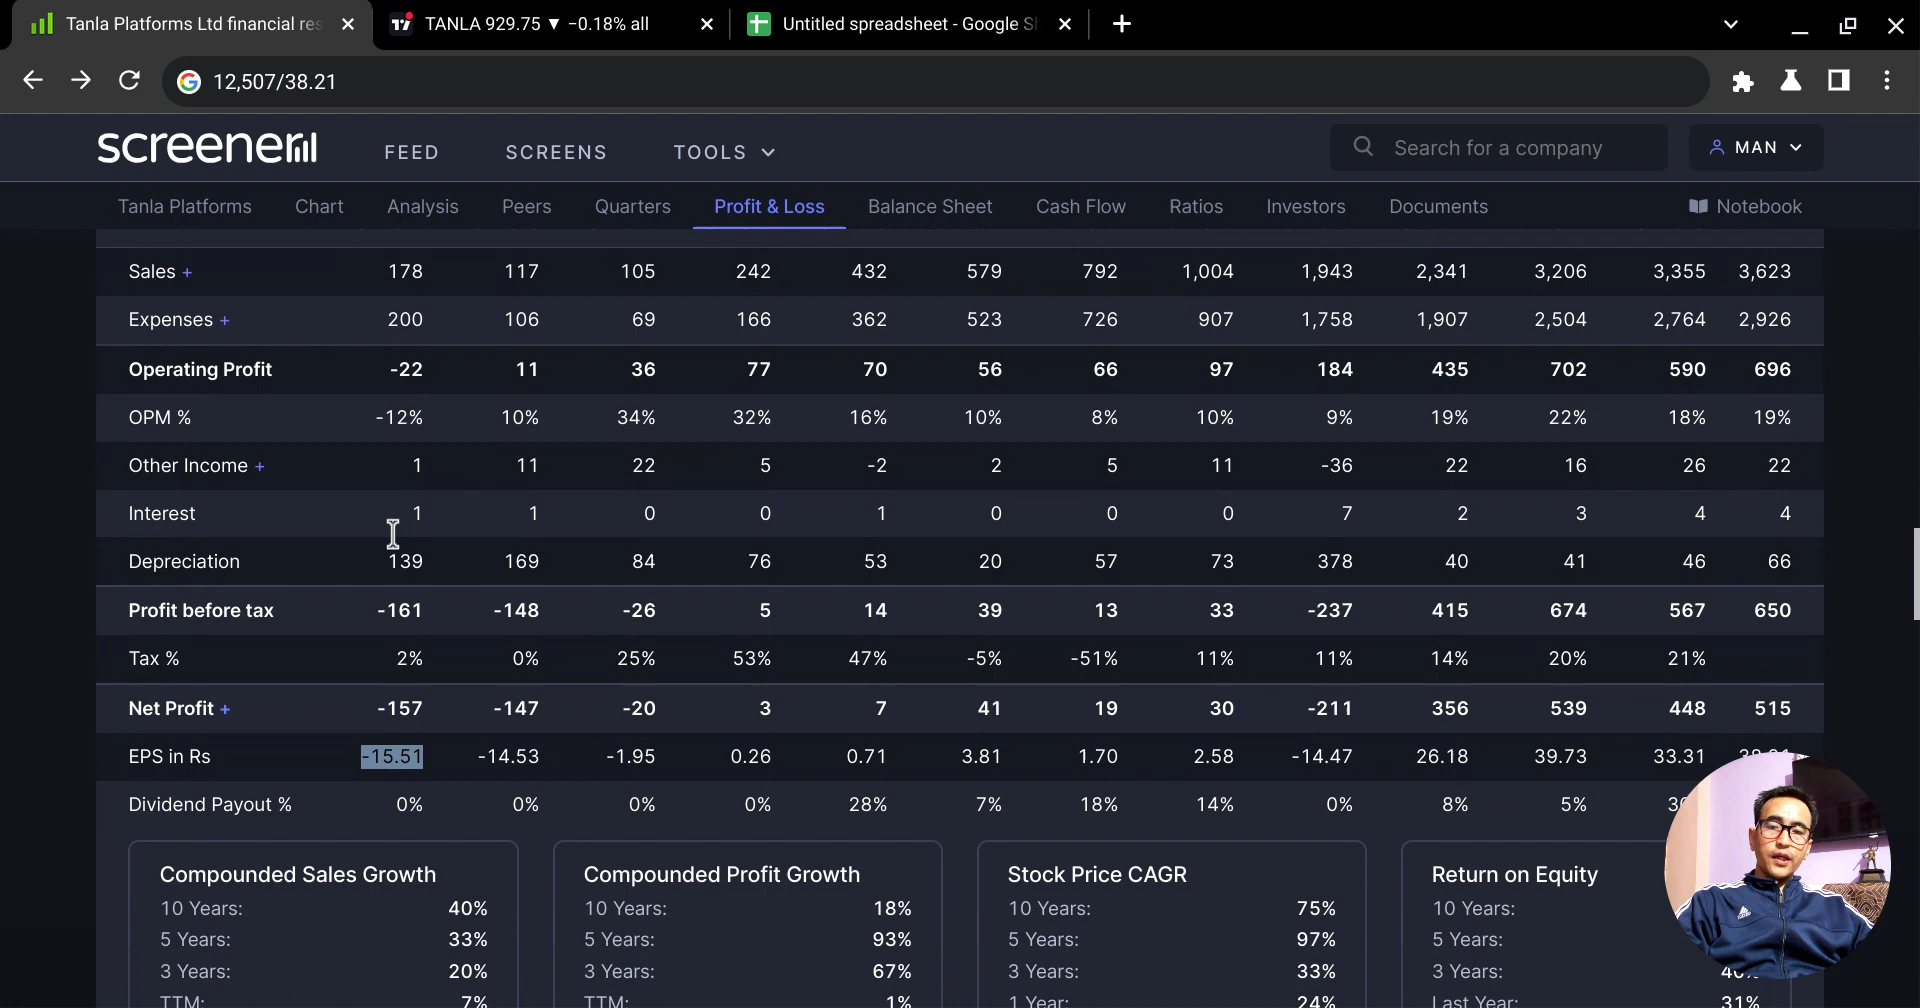 Tanla Platforms Ltd financial res
TANLA 929.75 ▼ −0.18% all
Untitled spreadsheet - Google Sh
12,507/38.21
screener
FEED
SCREENS
TOOLS
Search for a company
MAN
Tanla Platforms
Chart
Analysis
Peers
Quarters
Profit & Loss
Balance Sheet
Cash Flow
Ratios
Investors
Documents
Notebook
Sales + 178 117 105 242 432 579 792 1,004 1,943 2,341 3,206 3,355 3,623
Expenses + 200 106 69 166 362 523 726 907 1,758 1,907 2,504 2,764 2,926
Operating Profit -22 11 36 77 70 56 66 97 184 435 702 590 696
OPM % -12% 10% 34% 32% 16% 10% 8% 10% 9% 19% 22% 18% 19%
Other Income + 1 11 22 5 -2 2 5 11 -36 22 16 26 22
Interest 1 1 0 0 1 0 0 0 7 2 3 4 4
Depreciation 139 169 84 76 53 20 57 73 378 40 41 46 66
Profit before tax -161 -148 -26 5 14 39 13 33 -237 415 674 567 650
Tax % 2% 0% 25% 53% 47% -5% -51% 11% 11% 14% 20% 21%
Net Profit + -157 -147 -20 3 7 41 19 30 -211 356 539 448 515
EPS in Rs -15.51 -14.53 -1.95 0.26 0.71 3.81 1.70 2.58 -14.47 26.18 39.73 33.31
Dividend Payout % 0% 0% 0% 0% 28% 7% 18% 14% 0% 8% 5%
Compounded Sales Growth
10 Years: 40%
5 Years: 33%
3 Years: 20%
TTM: 7%
Compounded Profit Growth
10 Years: 18%
5 Years: 93%
3 Years: 67%
TTM: 1%
Stock Price CAGR
10 Years: 75%
5 Years: 97%
3 Years: 33%
1 Year: 24%
Return on Equity
10 Years:
5 Years:
3 Years:
Last Year: 31%